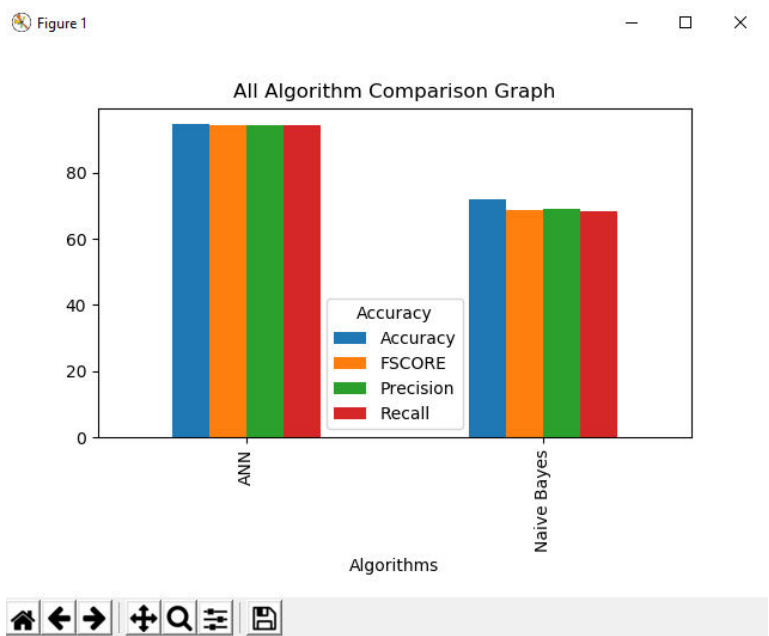 Figure 1
All Algorithm Comparison Graph
80
60
40
20
0
Accuracy
Accuracy
FSCORE
Precision
Recall
ANN
Naive Bayes
Algorithms